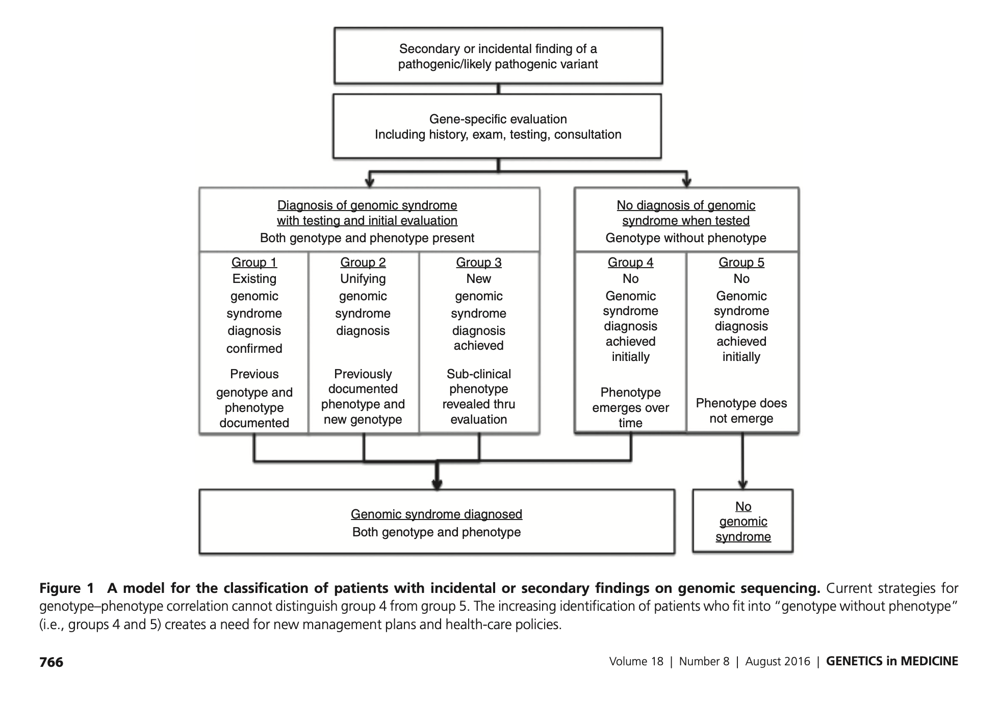 Secondary or incidental finding of a
pathogenic/likely pathogenic variant
Gene-specific evaluation
Including history, exam, testing, consultation
Diagnosis of genomic syndrome
with testing and initial evaluation
Both genotype and phenotype present
Group 1
Existing
genomic
syndrome
diagnosis
confirmed
Previous
genotype and
phenotype
documented
Group 2
Unifying
genomic
syndrome
diagnosis
Previously
documented
phenotype and
new genotype
Group 3
New
genomic
syndrome
diagnosis
achieved
Sub-clinical
phenotype
revealed thru
evaluation
No diagnosis of genomic
syndrome when tested
Genotype without phenotype
Group 4
No
Genomic
syndrome
diagnosis
achieved
initially
Phenotype
emerges over
time
Group 5
No
Genomic
syndrome
diagnosis
achieved
initially
Phenotype does
not emerge
Genomic syndrome diagnosed
Both genotype and phenotype
No
genomic
syndrome
Figure 1 A model for the classification of patients with incidental or secondary findings on genomic sequencing. Current strategies for
genotype–phenotype correlation cannot distinguish group 4 from group 5. The increasing identification of patients who fit into “genotype without phenotype”
(i.e., groups 4 and 5) creates a need for new management plans and health-care policies.
766
Volume 18 | Number 8 | August 2016 | GENETICS in MEDICINE